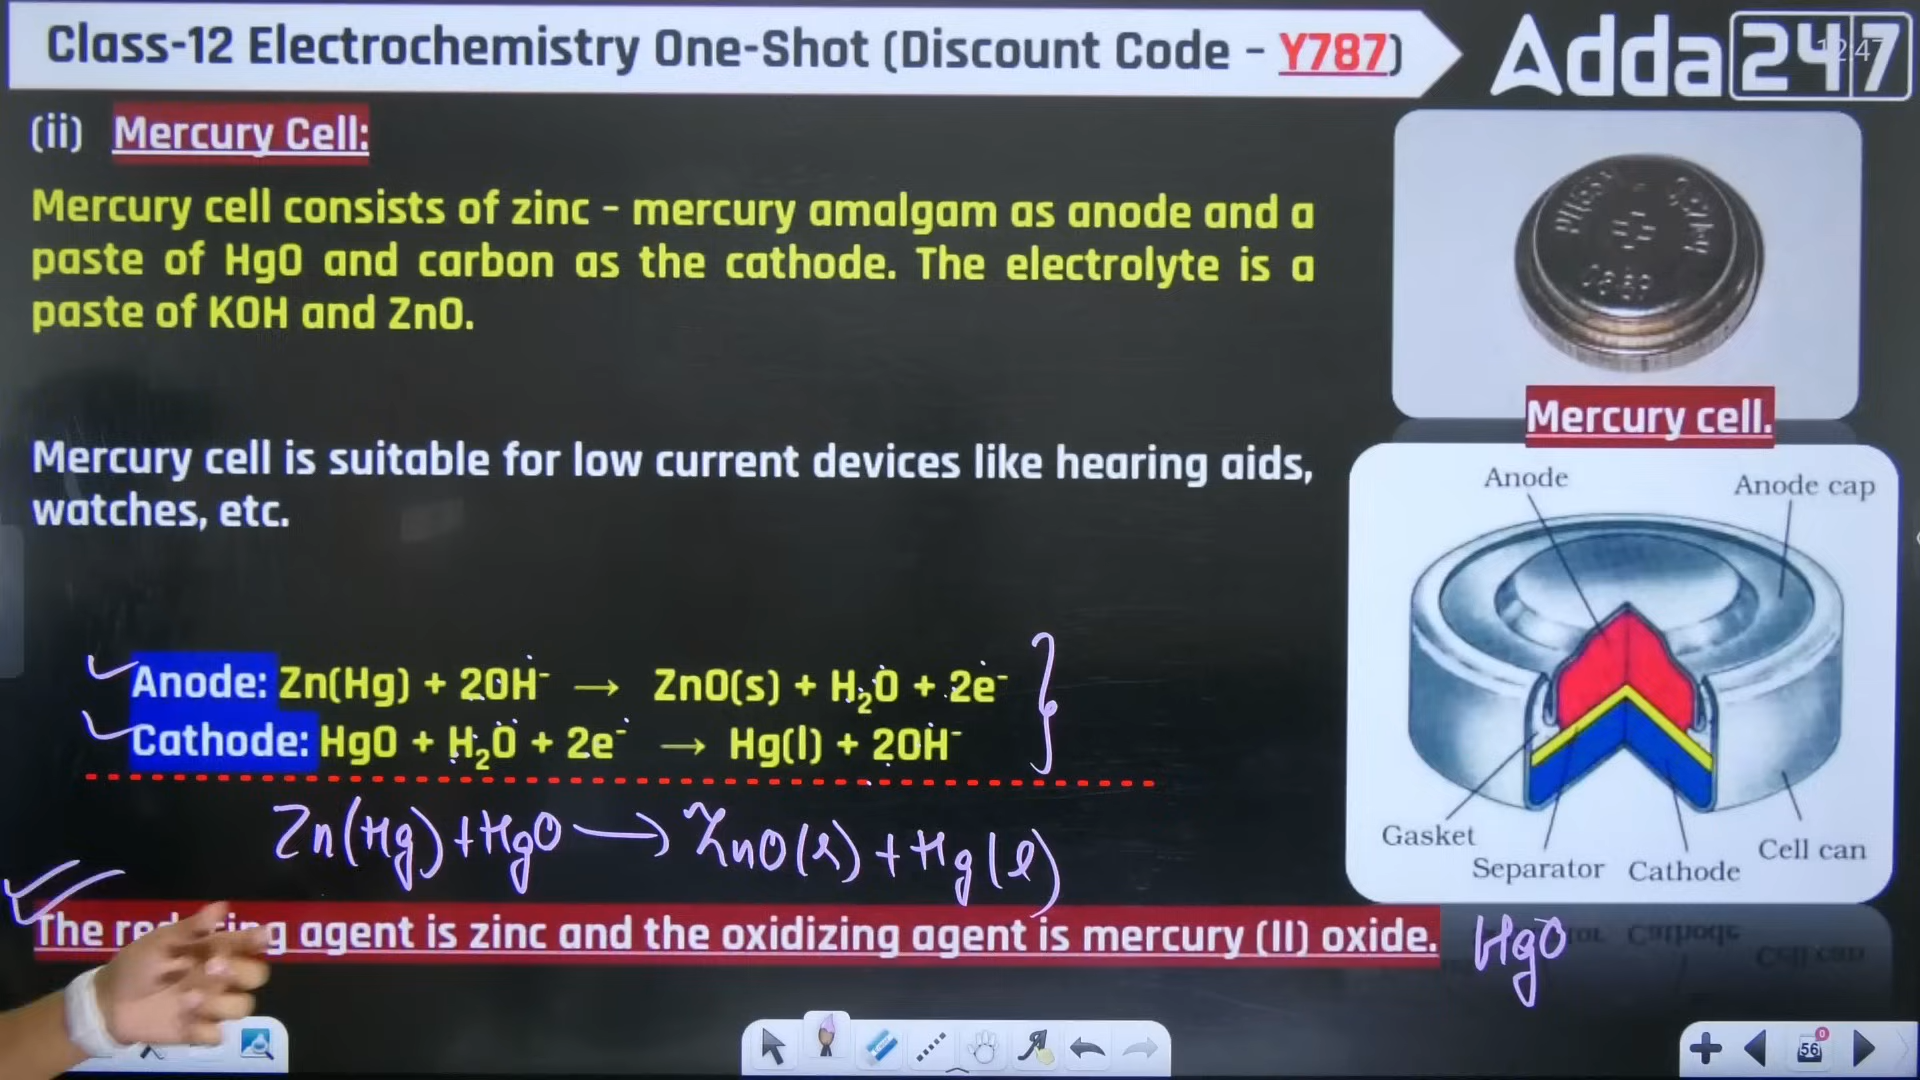 Class-12 Electrochemistry One-Shot (Discount Code - Y787)
Adda247
12:47
(ii) Mercury Cell:
Mercury cell consists of zinc - mercury amalgam as anode and a
paste of HgO and carbon as the cathode. The electrolyte is a
paste of KOH and ZnO.
Mercury cell is suitable for low current devices like hearing aids,
watches, etc.
Anode: Zn(Hg) + 2OH⁻ → ZnO(s) + H₂O + 2e⁻
Cathode: HgO + H₂O + 2e⁻ → Hg(l) + 2OH⁻
Zn(Hg)+HgO → ZnO(s) + Hg(l)
The agent is zinc and the oxidizing agent is mercury (II) oxide.
HgO
Mercury cell.
Anode
Anode cap
Gasket
Separator
Cathode
Cell can
56
0